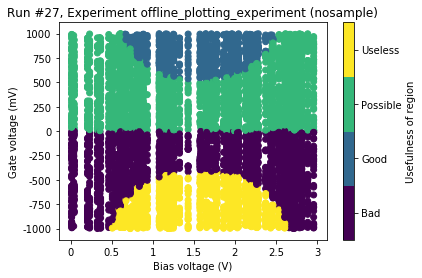 Run #27, Experiment offline_plotting_experiment (nosample)
1000
750
500
250
0
-250
-500
-750
-1000
Gate voltage (mV)
0
0.5
1
1.5
2
2.5
3
Bias voltage (V)
Useless
Possible
Good
Bad
Usefulness of region